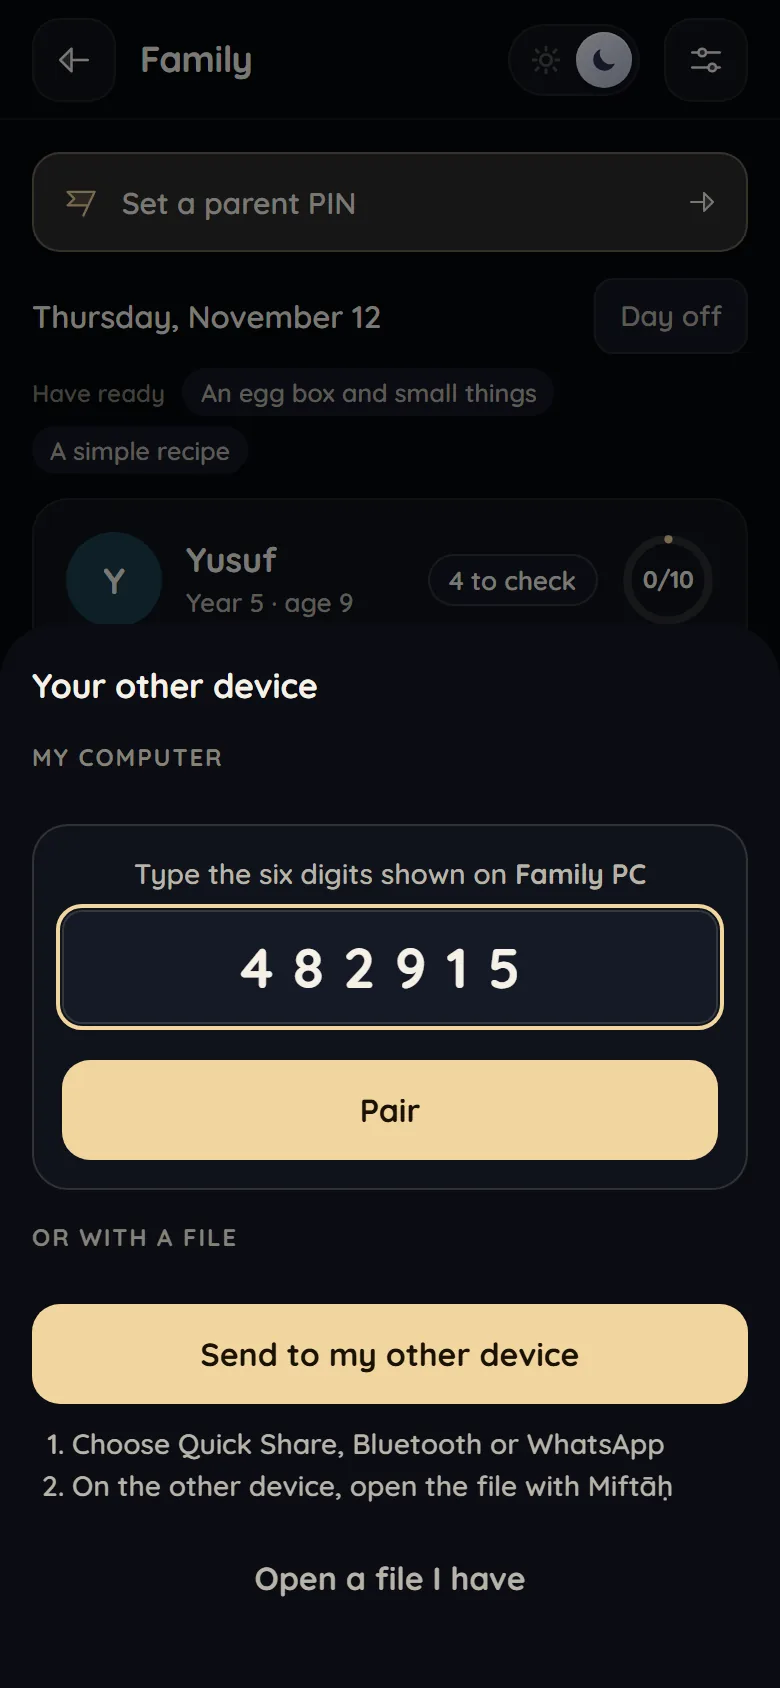 Family
Set a parent PIN
Thursday, November 12
Day off
Have ready
An egg box and small things
A simple recipe
Y
Yusuf
Year 5 · age 9
4 to check
0/10
Your other device
MY COMPUTER
Type the six digits shown on Family PC
4 8 2 9 1 5
Pair
OR WITH A FILE
Send to my other device
1. Choose Quick Share, Bluetooth or WhatsApp
2. On the other device, open the file with Miftāḥ
Open a file I have